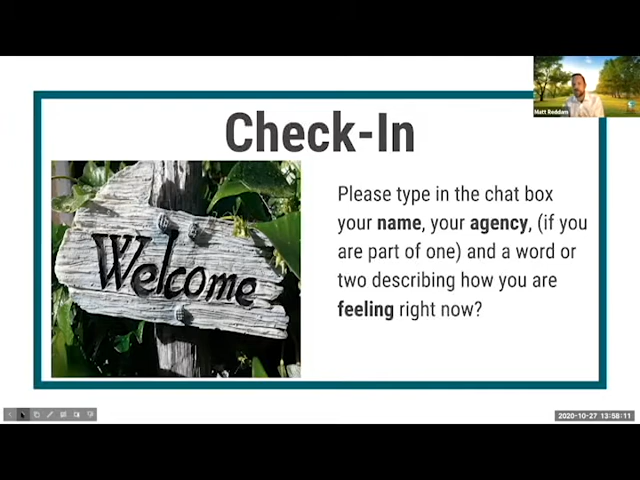 Matt Reddam
Check-In
Welcome
Please type in the chat box
your name, your agency, (if you
are part of one) and a word or
two describing how you are
feeling right now?
2020-10-27 13:58:11